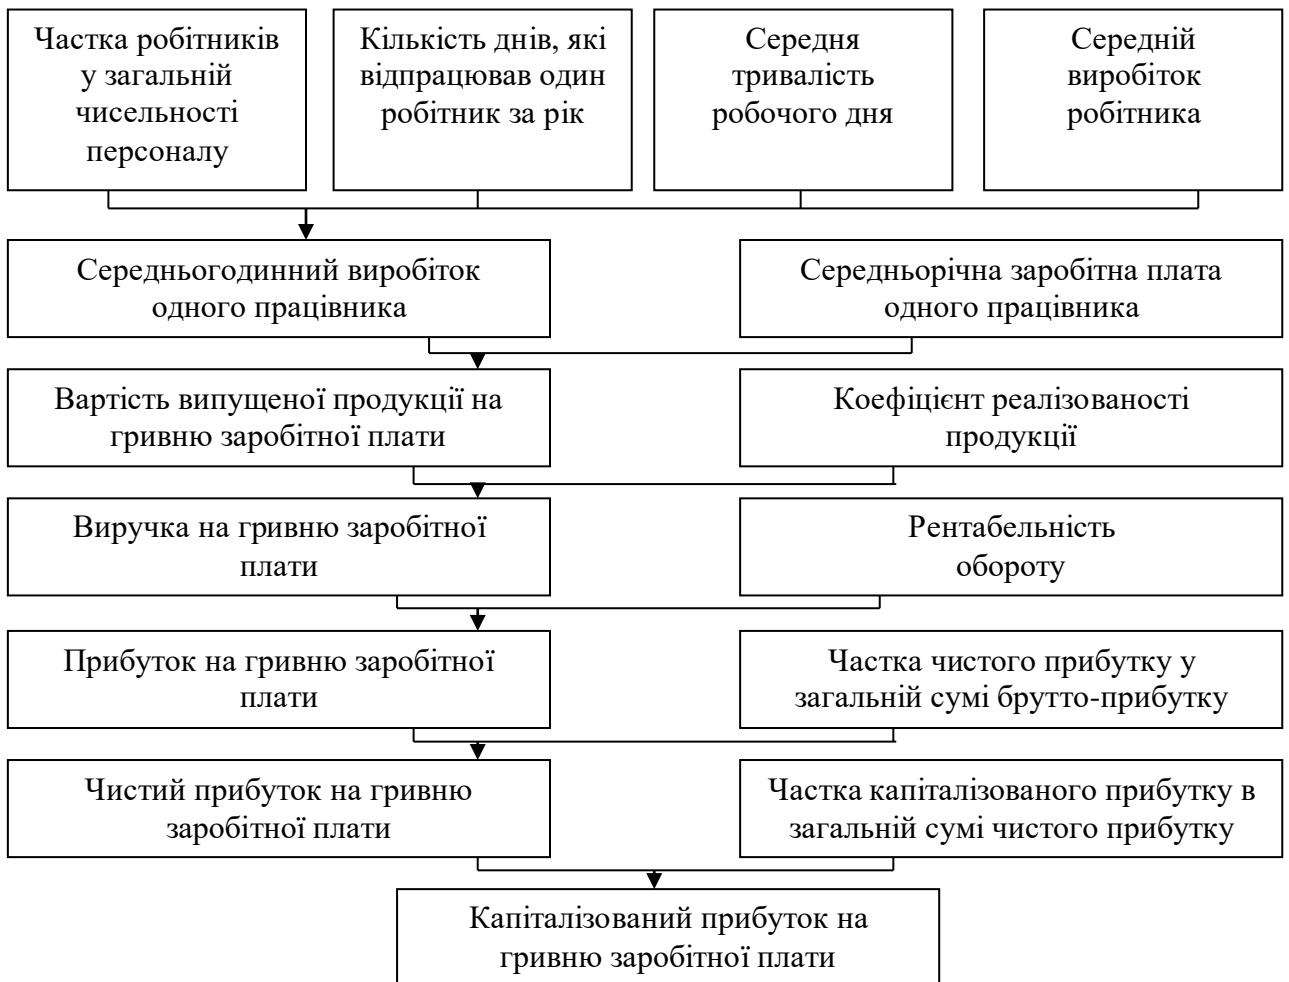 Частка робітників
у загальній
чисельності
персоналу
Кількість днів, які
відпрацював один
робітник за рік
Середня
тривалість
робочого дня
Середній
виробіток
робітника
Середньогодинний виробіток
одного працівника
Середньорічна заробітна плата
одного працівника
Вартість випущеної продукції на
гривню заробітної плати
Коефіцієнт реалізованості
продукції
Виручка на гривню заробітної
плати
Рентабельність
обороту
Прибуток на гривню заробітної
плати
Частка чистого прибутку у
загальній сумі брутто-прибутку
Чистий прибуток на гривню
заробітної плати
Частка капіталізованого прибутку в
загальній сумі чистого прибутку
Капіталізований прибуток на
гривню заробітної плати